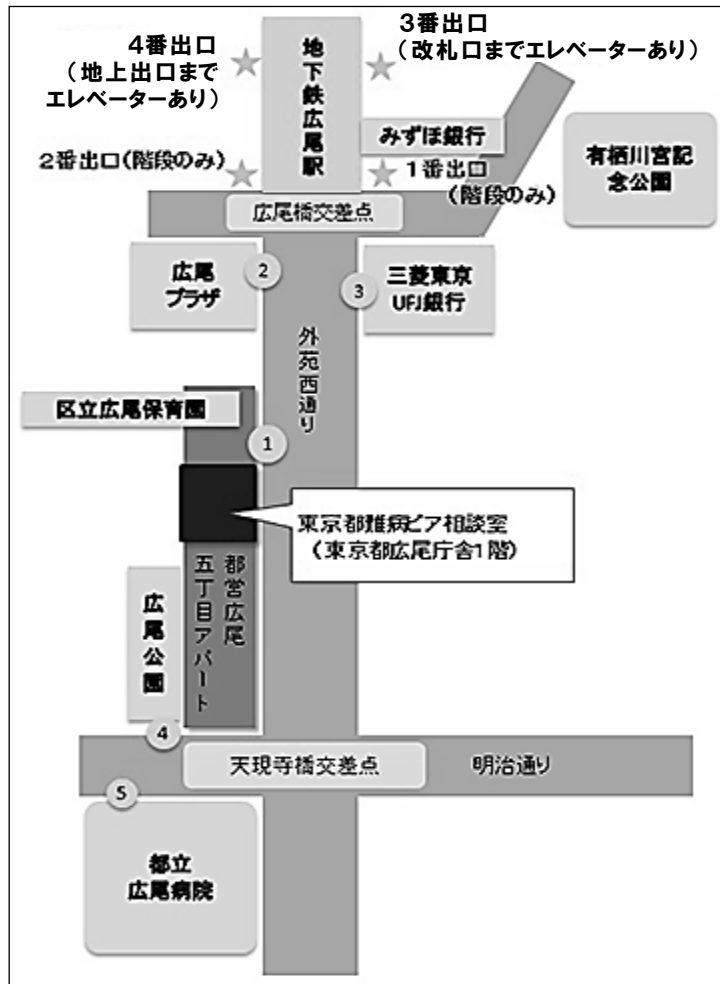 4番出口
(地上出口まで
エレベーターあり)
地下鉄広尾駅
3番出口
(改札口までエレベーターあり)
みずほ銀行
有栖川宮記
念公園
2番出口(階段のみ)
1番出口
(階段のみ)
広尾橋交差点
広尾
プラザ
2
3
三菱東京
UFJ銀行
外苑西通り
区立広尾保育園
1
東京都難病ピア相談室
(東京都広尾庁舎1階)
都営広尾
五丁目アパート
広尾公園
4
天現寺橋交差点
明治通り
5
都立
広尾病院